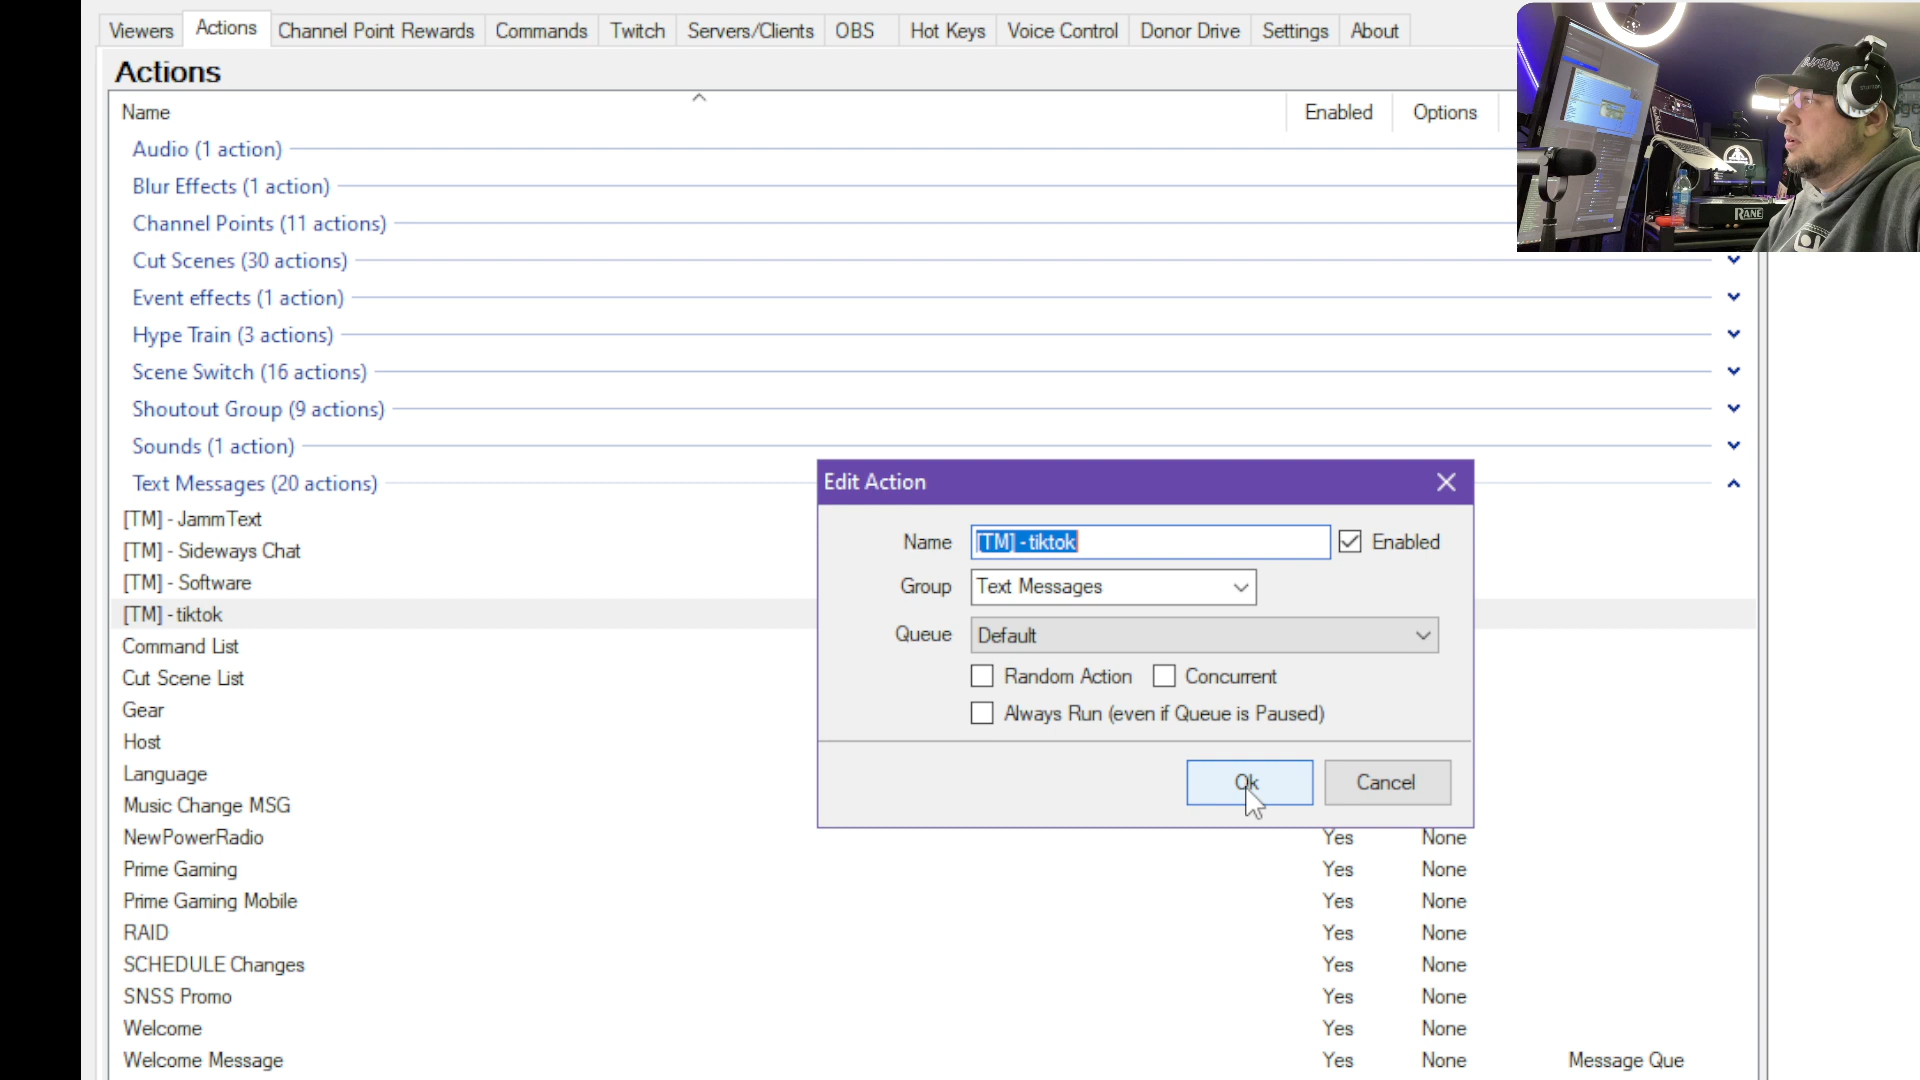 Viewers Actions Channel Point Rewards Commands Twitch Servers/Clients OBS Hot Keys Voice Control Donor Drive Settings About
Actions
Name Enabled Options
Audio (1 action)
Blur Effects (1 action)
Channel Points (11 actions)
Cut Scenes (30 actions)
Event effects (1 action)
Hype Train (3 actions)
Scene Switch (16 actions)
Shoutout Group (9 actions)
Sounds (1 action)
Text Messages (20 actions)
[TM] - JammText
[TM] - Sideways Chat
[TM] - Software
[TM] - tiktok
Command List
Cut Scene List
Gear
Host
Language
Music Change MSG
NewPowerRadio Yes None
Prime Gaming Yes None
Prime Gaming Mobile Yes None
RAID Yes None
SCHEDULE Changes Yes None
SNSS Promo Yes None
Welcome Yes None
Welcome Message Yes None Message Que
Edit Action
Name [TM] - tiktok Enabled
Group Text Messages
Queue Default
Random Action Concurrent
Always Run (even if Queue is Paused)
Ok Cancel
RANE